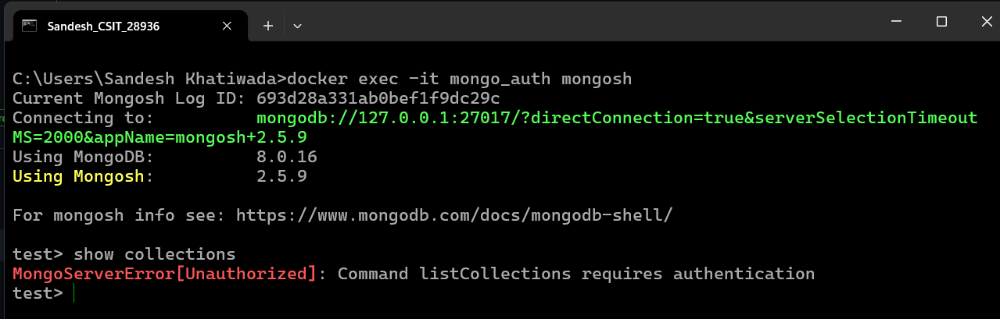 Sandesh_CSIT_28936
C:\Users\Sandesh Khatiwada>docker exec -it mongo_auth mongosh
Current Mongosh Log ID: 693d28a331ab0bef1f9dc29c
Connecting to:          mongodb://127.0.0.1:27017/?directConnection=true&serverSelectionTimeout
MS=2000&appName=mongosh+2.5.9
Using MongoDB:          8.0.16
Using Mongosh:          2.5.9
For mongosh info see: https://www.mongodb.com/docs/mongodb-shell/
test> show collections
MongoServerError[Unauthorized]: Command listCollections requires authentication
test>